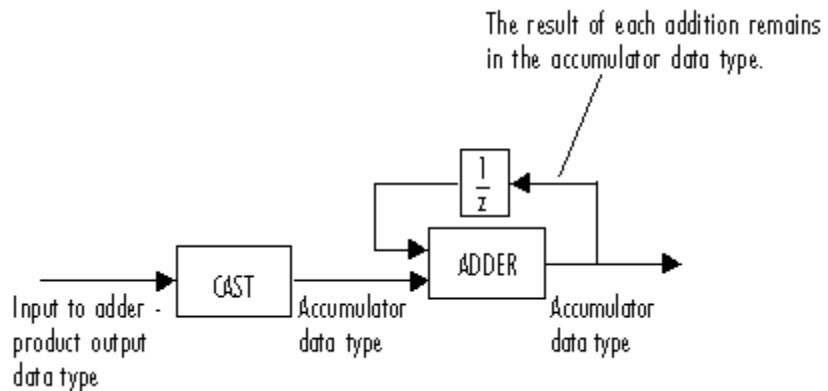 The result of each addition remains
in the accumulator data type.
1
z
ADDER
CAST
Input to adder -
product output
data type
Accumulator
data type
Accumulator
data type